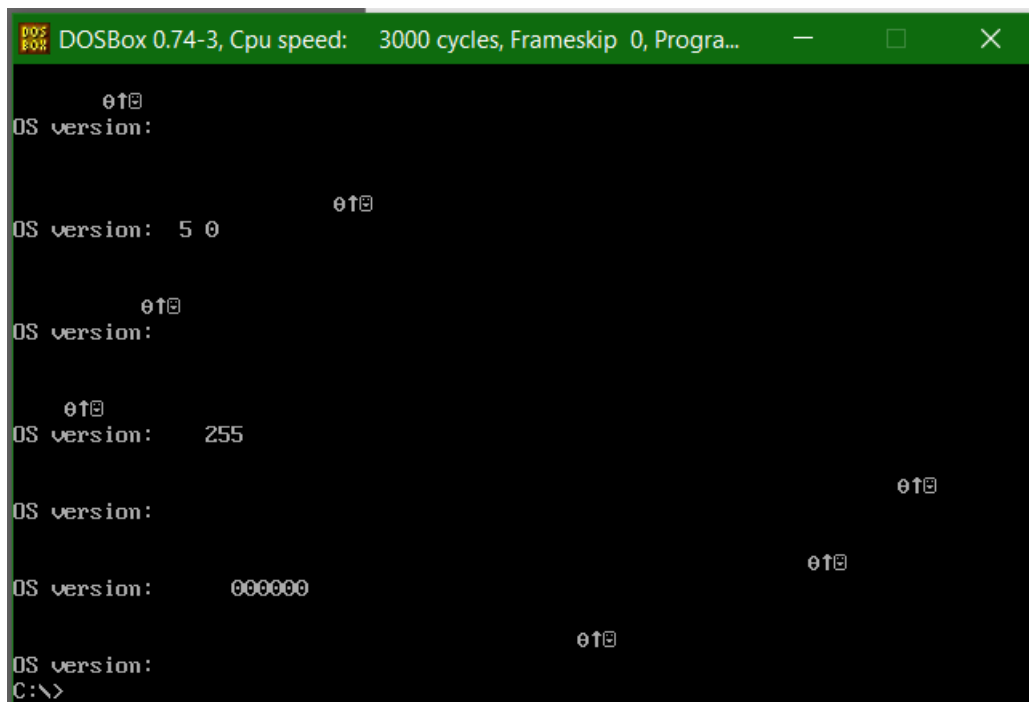 DOSBox 0.74-3, Cpu speed: 3000 cycles, Frameskip 0, Progra...
θ↑☺
OS version:
θ↑☺
OS version: 5 0
θ↑☺
OS version:
θ↑☺
OS version: 255
θ↑☺
OS version:
θ↑☺
OS version: 000000
θ↑☺
OS version:
C:\>